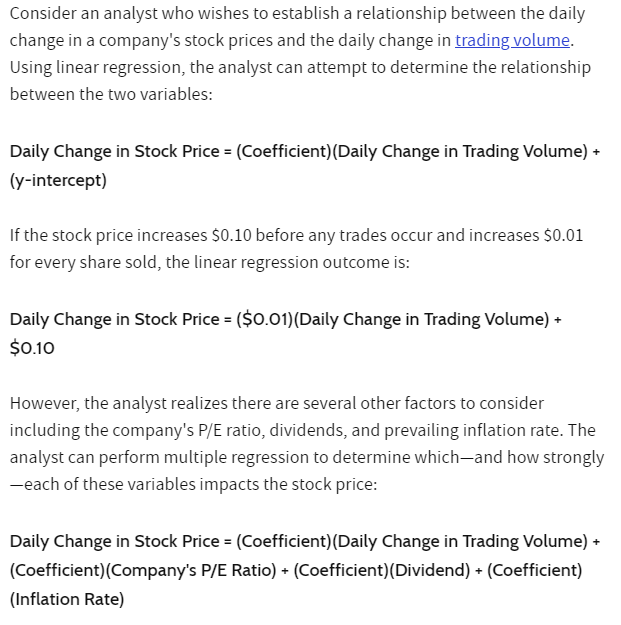 Consider an analyst who wishes to establish a relationship between the daily
change in a company's stock prices and the daily change in trading volume.
Using linear regression, the analyst can attempt to determine the relationship
between the two variables:
Daily Change in Stock Price = (Coefficient)(Daily Change in Trading Volume) +
(y-intercept)
If the stock price increases $0.10 before any trades occur and increases $0.01
for every share sold, the linear regression outcome is:
Daily Change in Stock Price = ($0.01)(Daily Change in Trading Volume) +
$0.10
However, the analyst realizes there are several other factors to consider
including the company's P/E ratio, dividends, and prevailing inflation rate. The
analyst can perform multiple regression to determine which—and how strongly
—each of these variables impacts the stock price:
Daily Change in Stock Price = (Coefficient)(Daily Change in Trading Volume) +
(Coefficient)(Company's P/E Ratio) + (Coefficient)(Dividend) + (Coefficient)
(Inflation Rate)